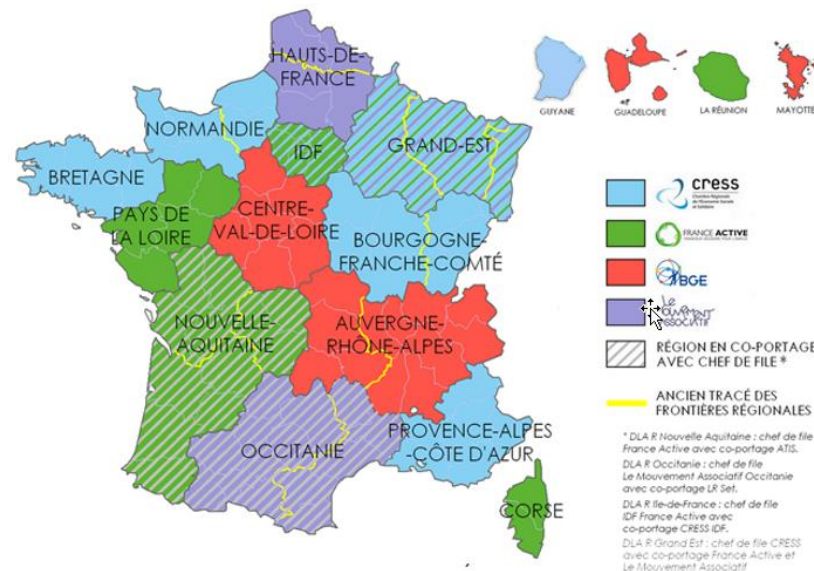 HAUTS-DE-
FRANCE
NORMANDIE
IDF
GRAND-EST
BRETAGNE
PAYS DE
LA LOIRE
CENTRE-
VAL-DE-LOIRE
BOURGOGNE-
FRANCHE-COMTÉ
NOUVELLE-
AQUITAINE
AUVERGNE-
RHÔNE-ALPES
OCCITANIE
PROVENCE-ALPES
-CÔTE D'AZUR
CORSE
GUYANE
GUADELOUPE
LA RÉUNION
MAYOTTE
cress
FRANCE ACTIVE
BGE
Le
RÉGION EN CO-PORTAGE
AVEC CHEF DE FILE *
ANCIEN TRACÉ DES
FRONTIÈRES RÉGIONALES
* DLA R Nouvelle Aquitaine : chef de file
France Active avec co-portage ATIS.
DLA R Occitanie : chef de file
Le Mouvement Associatif Occitanie
avec co-portage LR Set.
DLA R Ile-de-France : chef de file
IDF France Active avec
co-portage CRESS IDF.
DLA R Grand Est : chef de file CRESS
avec co-portage France Active et
Le Mouvement Associatif